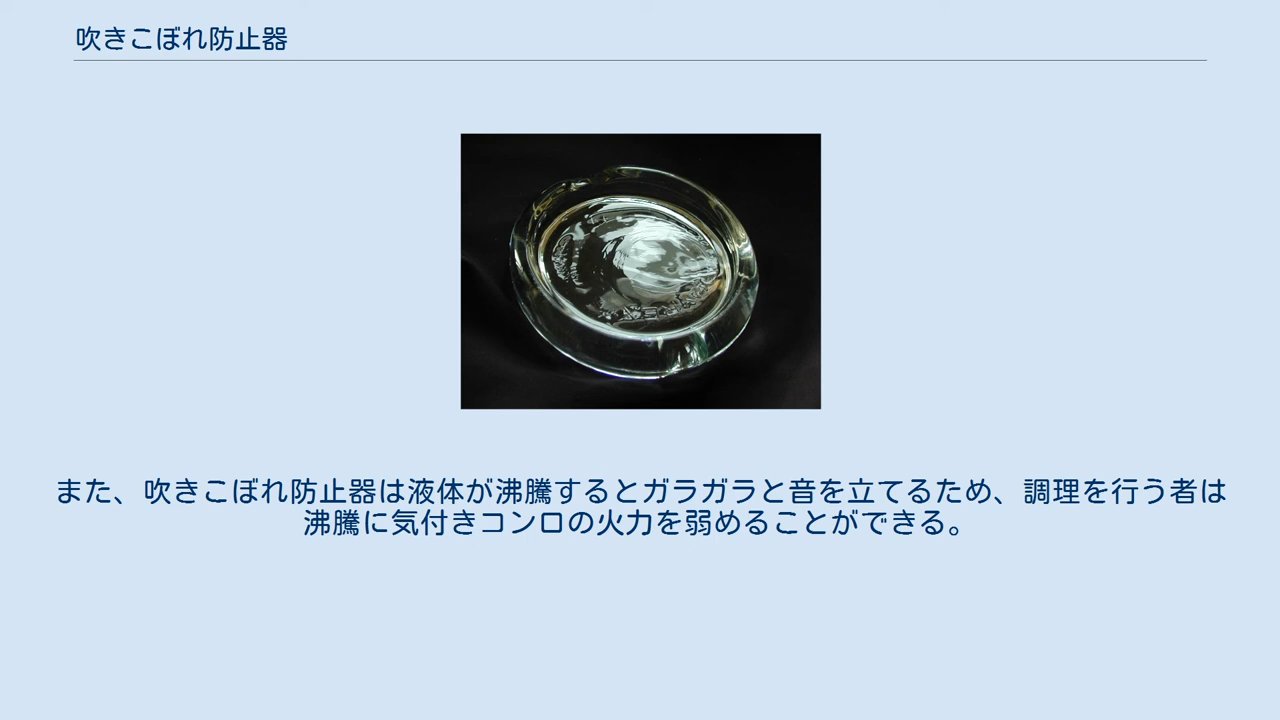 吹きこぼれ防止器
また、吹きこぼれ防止器は液体が沸騰するとガラガラと音を立てるため、調理を行う者は
沸騰に気付きコンロの火力を弱めることができる。